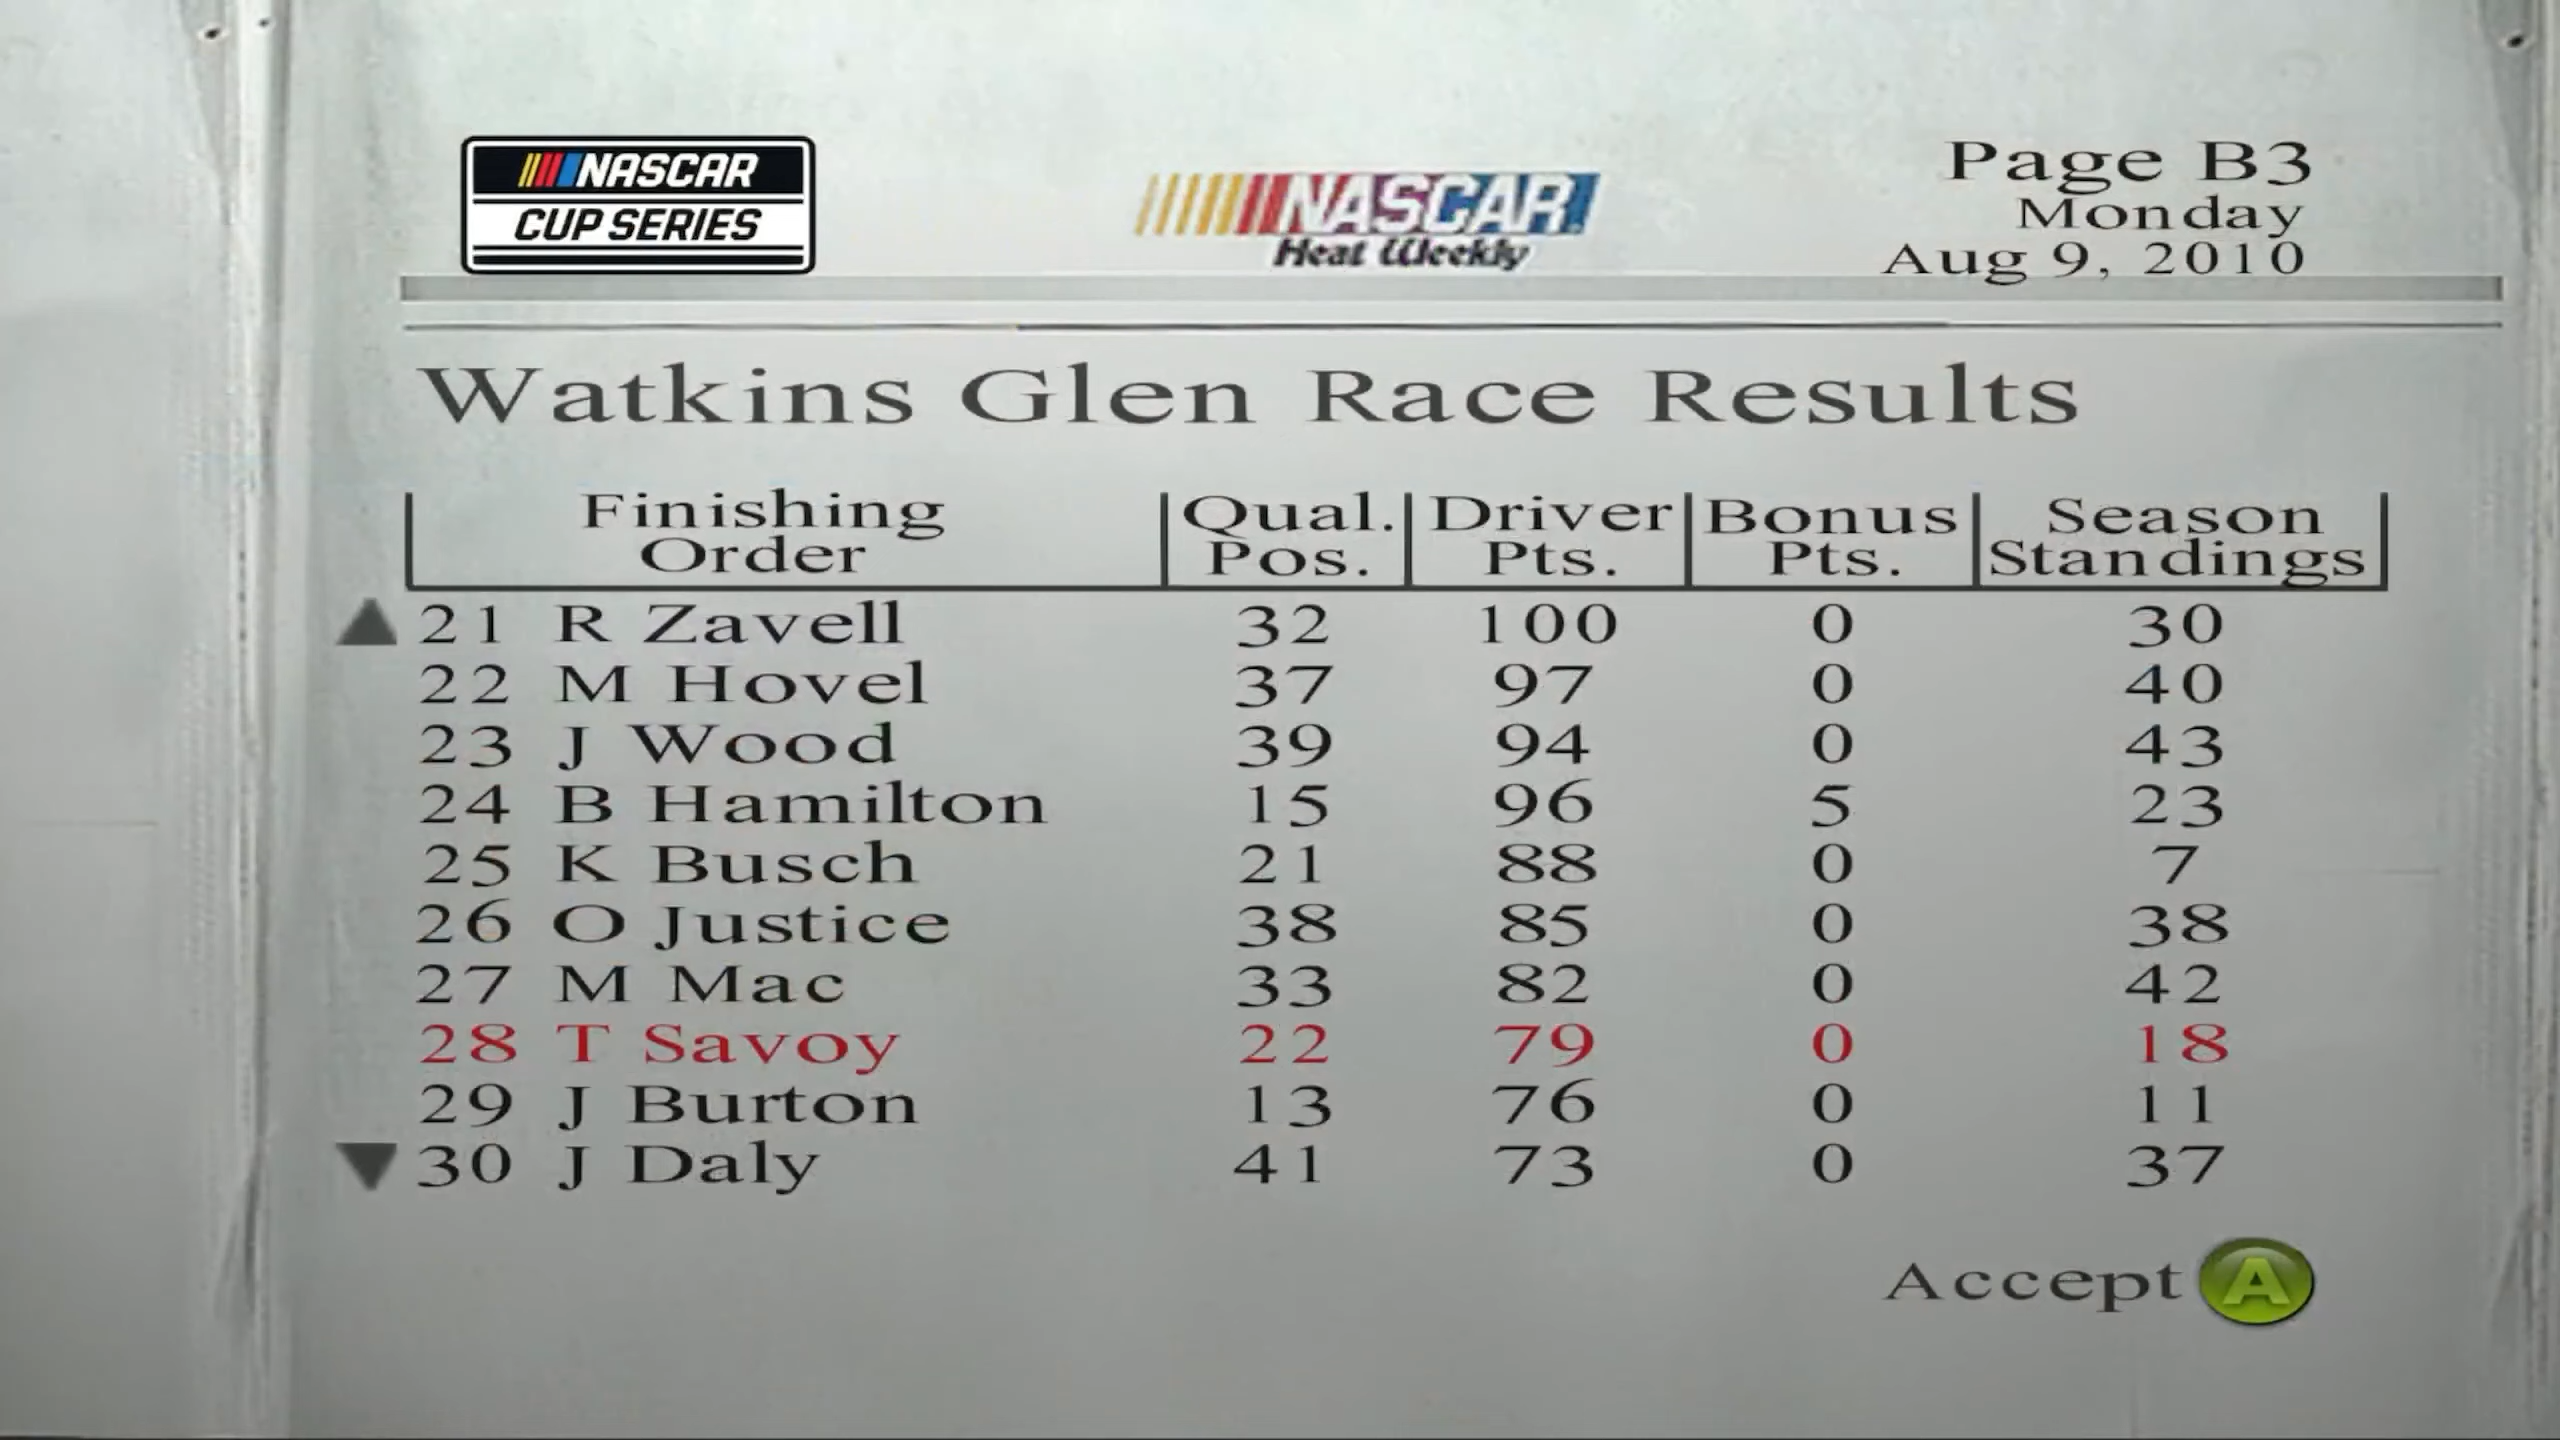 NASCAR
CUP SERIES
NASCAR
Heat Weekly
Page B3
Monday
Aug 9, 2010
Watkins Glen Race Results
Finishing Order Qual. Pos. Driver Pts. Bonus Pts. Season Standings
21 R Zavell 32 100 0 30
22 M Hovel 37 97 0 40
23 J Wood 39 94 0 43
24 B Hamilton 15 96 5 23
25 K Busch 21 88 0 7
26 O Justice 38 85 0 38
27 M Mac 33 82 0 42
28 T Savoy 22 79 0 18
29 J Burton 13 76 0 11
30 J Daly 41 73 0 37
Accept A